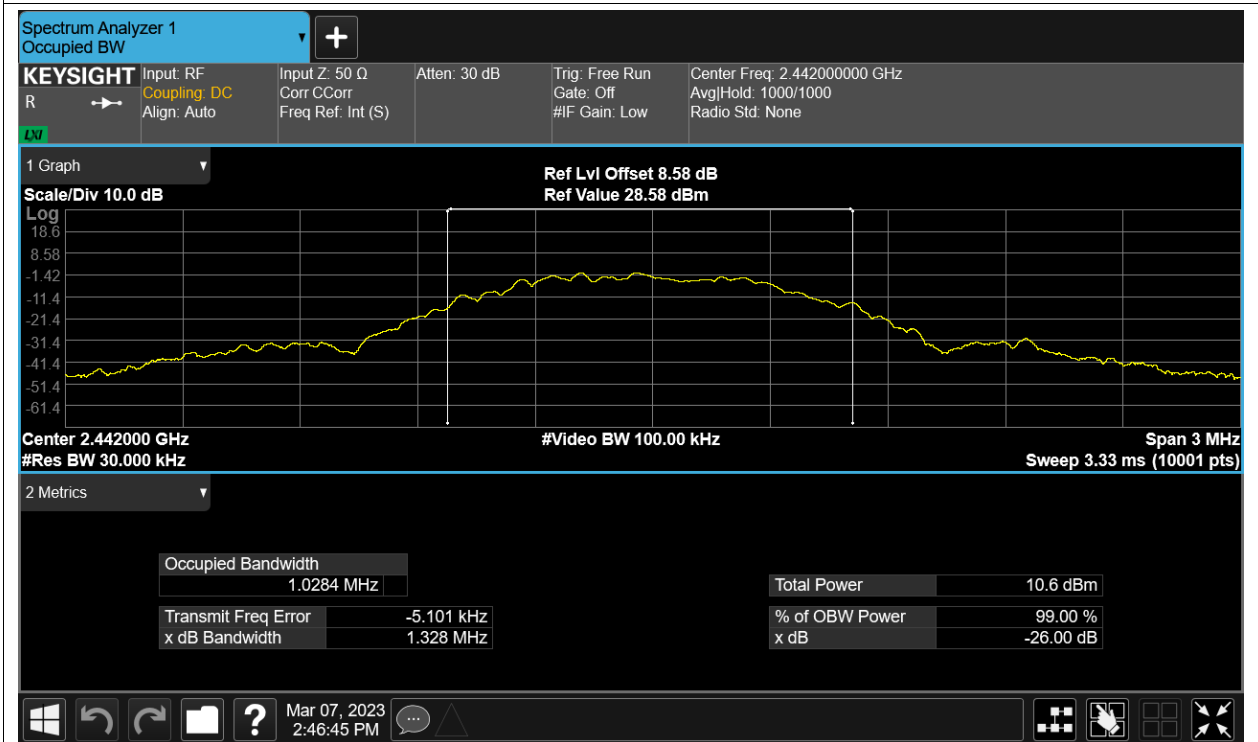 Spectrum Analyzer 1
Occupied BW
KEYSIGHT
R
LXI
Input: RF
Coupling: DC
Align: Auto
Input Z: 50 Ω
Corr CCorr
Freq Ref: Int (S)
Atten: 30 dB
Trig: Free Run
Gate: Off
#IF Gain: Low
Center Freq: 2.442000000 GHz
Avg|Hold: 1000/1000
Radio Std: None
1 Graph
Scale/Div 10.0 dB
Ref Lvl Offset 8.58 dB
Ref Value 28.58 dBm
Log
18.6
8.58
-1.42
-11.4
-21.4
-31.4
-41.4
-51.4
-61.4
Center 2.442000 GHz
#Res BW 30.000 kHz
#Video BW 100.00 kHz
Span 3 MHz
Sweep 3.33 ms (10001 pts)
2 Metrics
Occupied Bandwidth
1.0284 MHz
Transmit Freq Error -5.101 kHz
x dB Bandwidth 1.328 MHz
Total Power 10.6 dBm
% of OBW Power 99.00 %
x dB -26.00 dB
?
Mar 07, 2023
2:46:45 PM